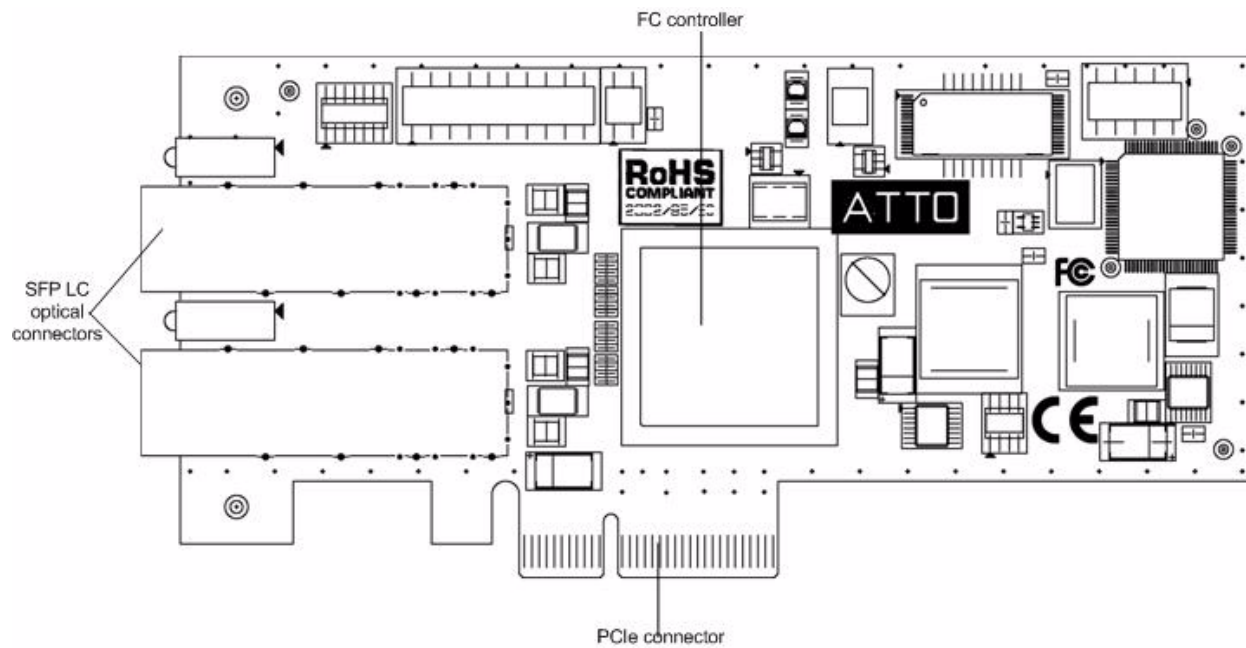 FC controller
RoHS
COMPLIANT
2002/95/EC
ATTO
FC
SFP LC
optical
connectors
CE
PCIe connector